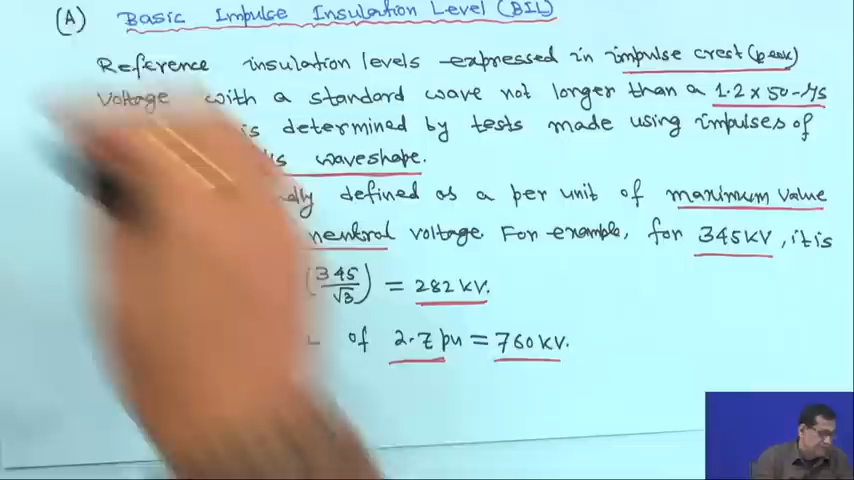 (A) Basic Impulse Insulation Level (BIL)
Reference insulation levels expressed in impulse crest (peak)
Voltage with a standard wave not longer than a 1.2 x 50-μs
is determined by tests made using impulses of
waveshape.
defined as a per unit of maximum value
neutral voltage. For example, for 345KV, it is
(345/√3) = 282 KV.
of 2.7 pu = 760 KV.